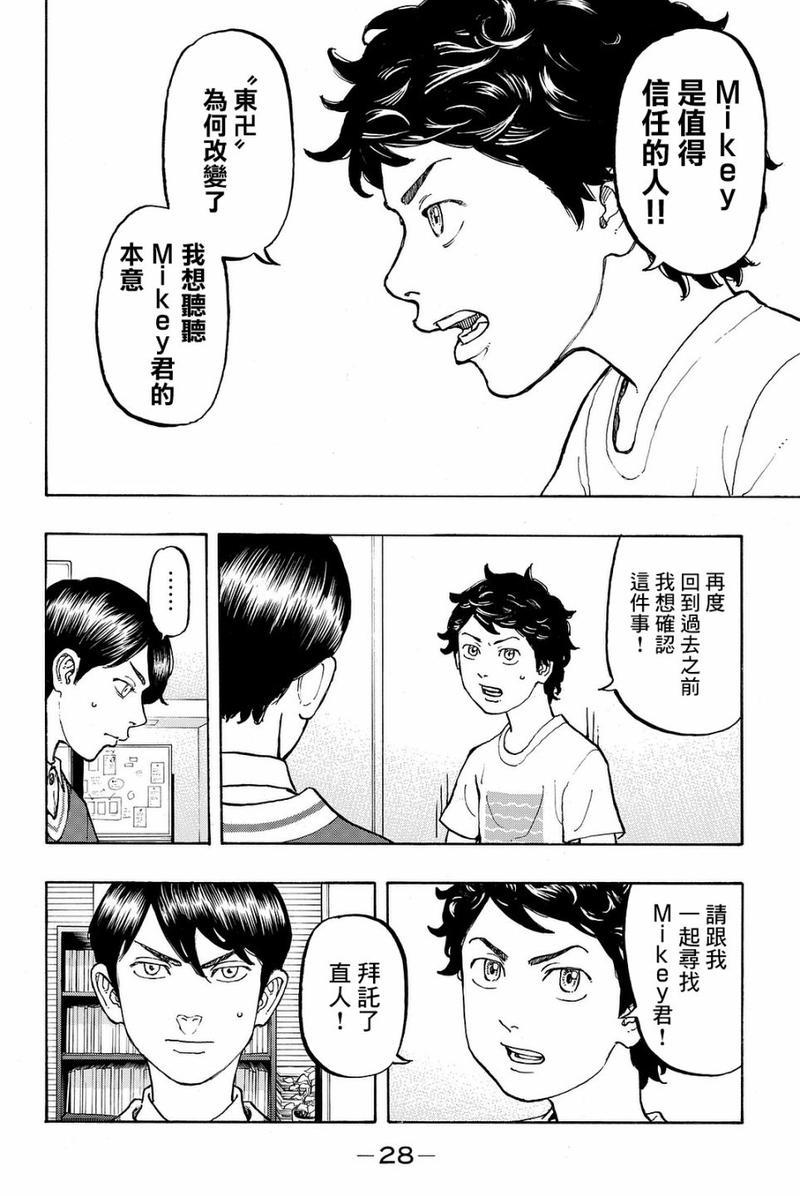 Mikey
是值得
信任的人!!
〝東卍〞
為何改變了
我想聽聽
Mikey君的
本意
再度
回到過去之前
我想確認
這件事!
……
請跟我
一起尋找
Mikey君!
拜託了
直人!
—28—